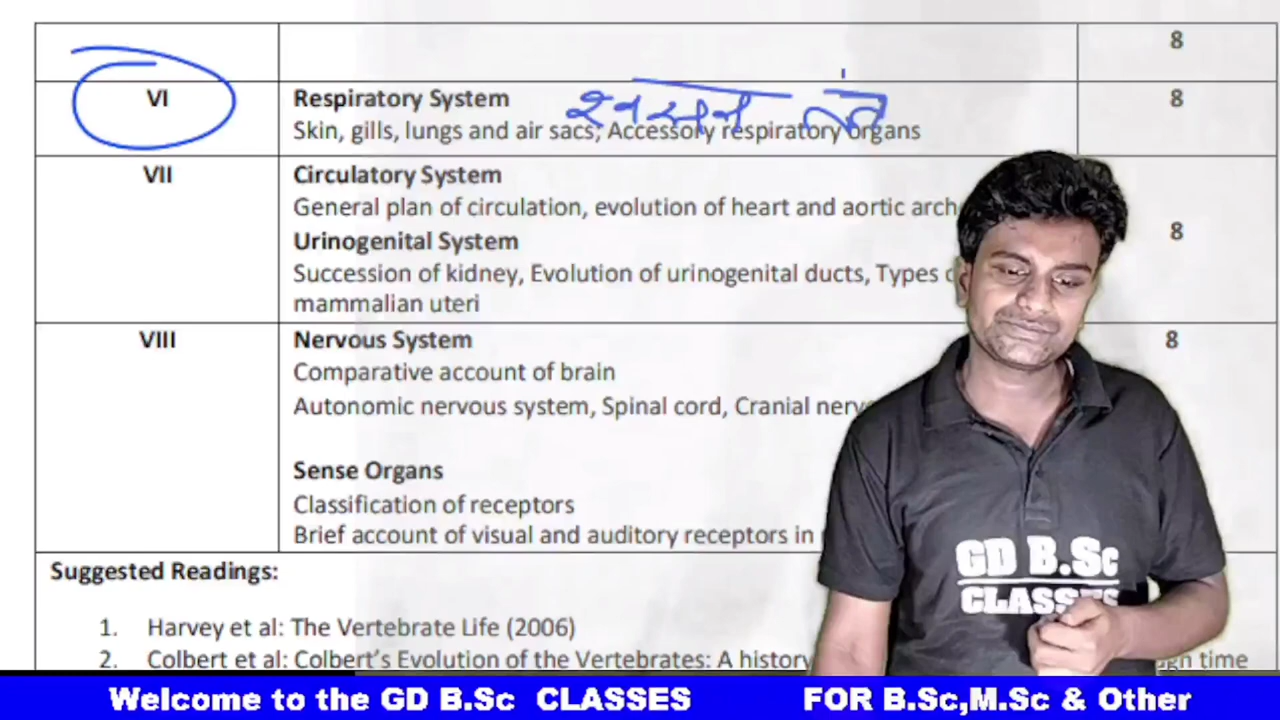 8
VI
Respiratory System
श्वसन तंत्र
8
Skin, gills, lungs and air sacs; Accessory respiratory organs
VII
Circulatory System
General plan of circulation, evolution of heart and aortic arch
Urinogenital System
8
Succession of kidney, Evolution of urinogenital ducts, Types
mammalian uteri
VIII
Nervous System
8
Comparative account of brain
Autonomic nervous system, Spinal cord, Cranial
Sense Organs
Classification of receptors
Brief account of visual and auditory receptors in
Suggested Readings:
1. Harvey et al: The Vertebrate Life (2006)
2. Colbert et al: Colbert's Evolution of the Vertebrates: A history time
GD B.Sc
CLASSES
Welcome to the GD B.Sc CLASSES FOR B.Sc,M.Sc & Other